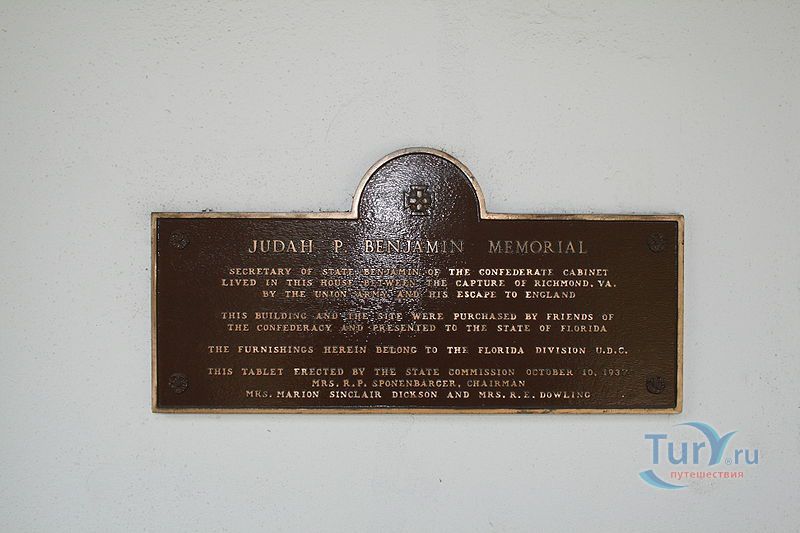 JUDAH P. BENJAMIN MEMORIAL
SECRETARY OF STATE BENJAMIN OF THE CONFEDERATE CABINET
LIVED IN THIS HOUSE BETWEEN THE CAPTURE OF RICHMOND, VA.
BY THE UNION ARMY AND HIS ESCAPE TO ENGLAND
THIS BUILDING AND THE SITE WERE PURCHASED BY FRIENDS OF
THE CONFEDERACY AND PRESENTED TO THE STATE OF FLORIDA
THE FURNISHINGS HEREIN BELONG TO THE FLORIDA DIVISION U.D.C.
THIS TABLET ERECTED BY THE STATE COMMISSION OCTOBER 10, 1937
MRS. R.P. SPONENBARGER, CHAIRMAN
MRS. MARION SINCLAIR DICKSON AND MRS. R.E. DOWLING
Tury.ru
путешествия